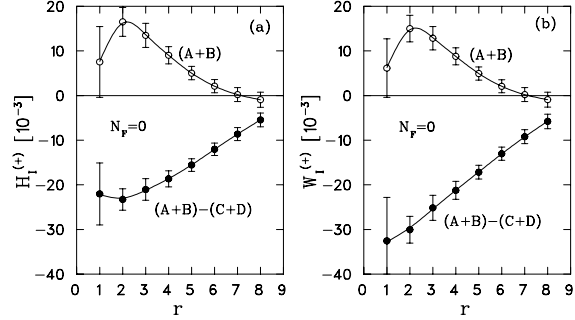 20
10
0
−10
−20
−30
−40
H_I^(+) [10^−3]
(a)
(A+B)
N_F=0
(A+B)−(C+D)
0 1 2 3 4 5 6 7 8 9
r
20
10
0
−10
−20
−30
−40
W_I^(+) [10^−3]
(b)
(A+B)
N_F=0
(A+B)−(C+D)
0 1 2 3 4 5 6 7 8 9
r